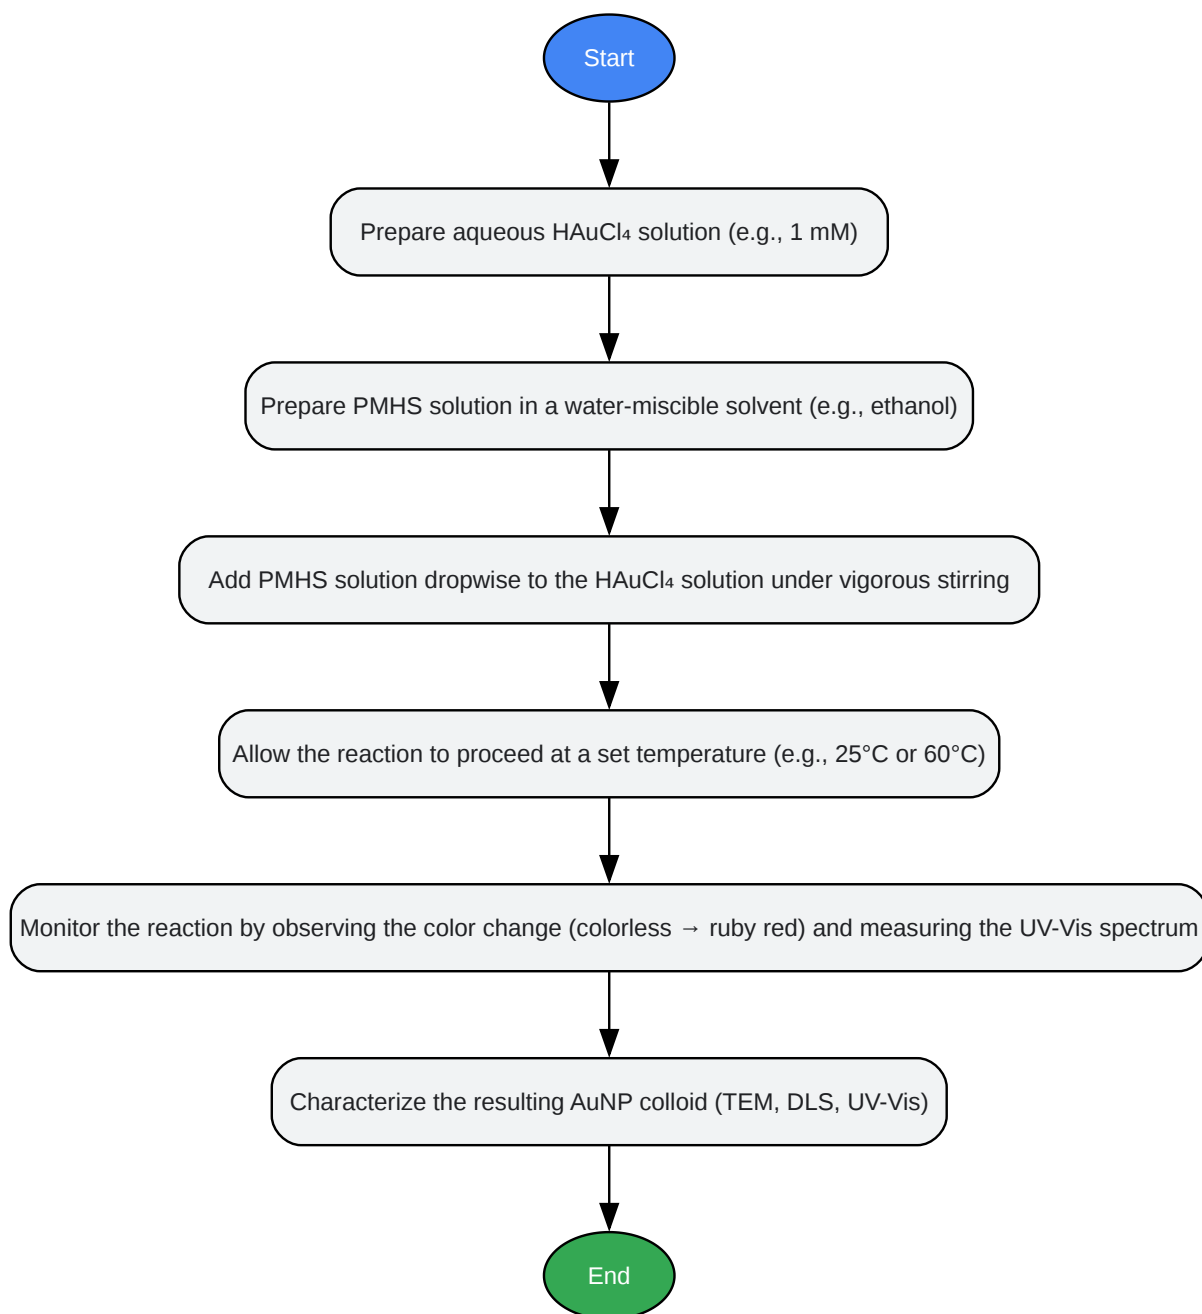 Start
Prepare aqueous HAuCl₄ solution (e.g., 1 mM)
Prepare PMHS solution in a water-miscible solvent (e.g., ethanol)
Add PMHS solution dropwise to the HAuCl₄ solution under vigorous stirring
Allow the reaction to proceed at a set temperature (e.g., 25°C or 60°C)
Monitor the reaction by observing the color change (colorless → ruby red) and measuring the UV-Vis spectrum
Characterize the resulting AuNP colloid (TEM, DLS, UV-Vis)
End